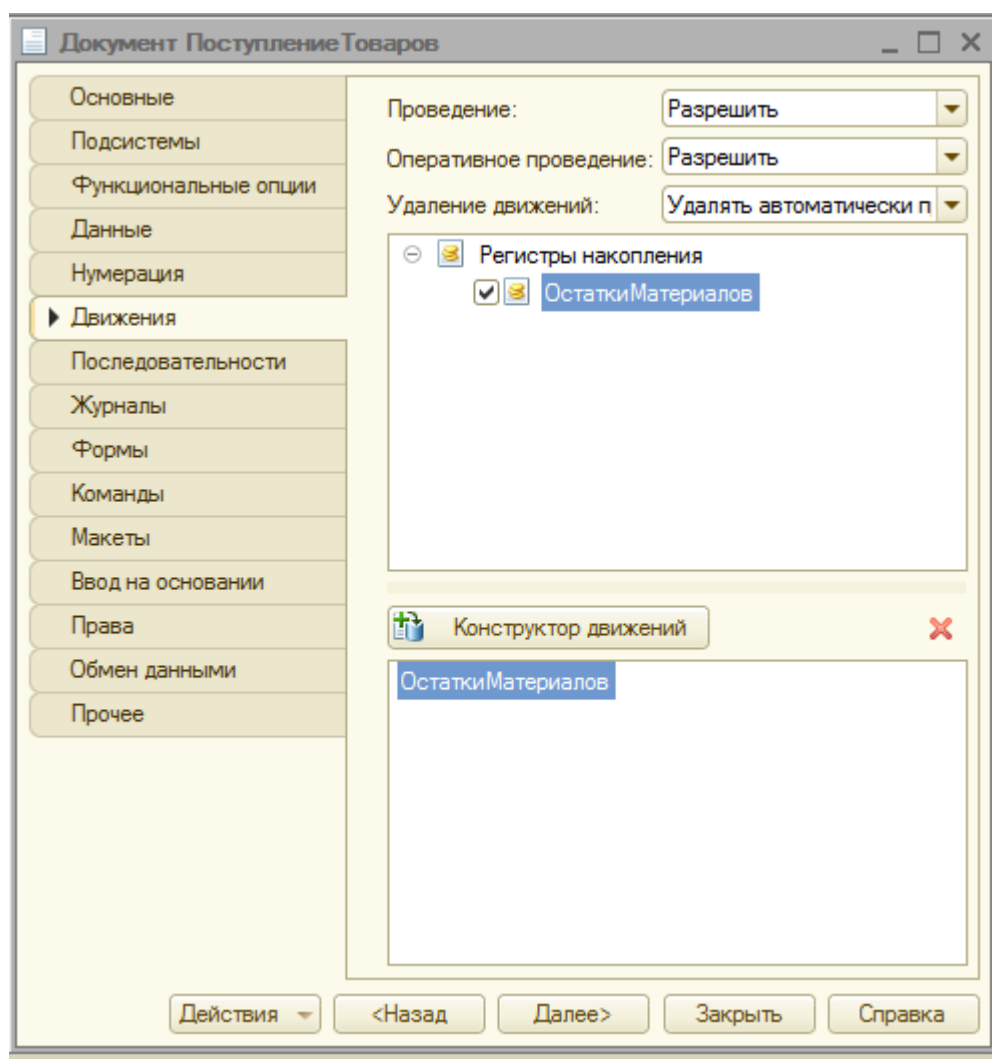 Документ ПоступлениеТоваров
Основные
Подсистемы
Функциональные опции
Данные
Нумерация
Движения
Последовательности
Журналы
Формы
Команды
Макеты
Ввод на основании
Права
Обмен данными
Прочее
Проведение: Разрешить
Оперативное проведение: Разрешить
Удаление движений: Удалять автоматически п
Регистры накопления
ОстаткиМатериалов
Конструктор движений
ОстаткиМатериалов
Действия <Назад Далее> Закрыть Справка